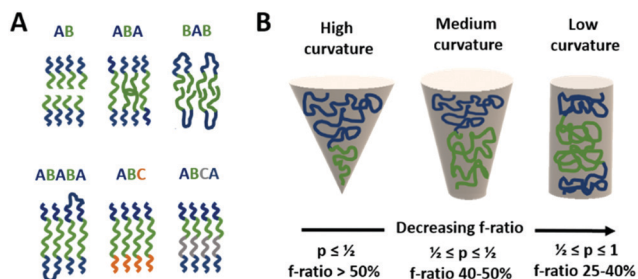 A
AB ABA BAB
ABABA ABC ABCA
B
High curvature
Medium curvature
Low curvature
Decreasing f-ratio
p ≤ ½
f-ratio > 50%
½ ≤ p ≤ ½
f-ratio 40-50%
½ ≤ p ≤ 1
f-ratio 25-40%